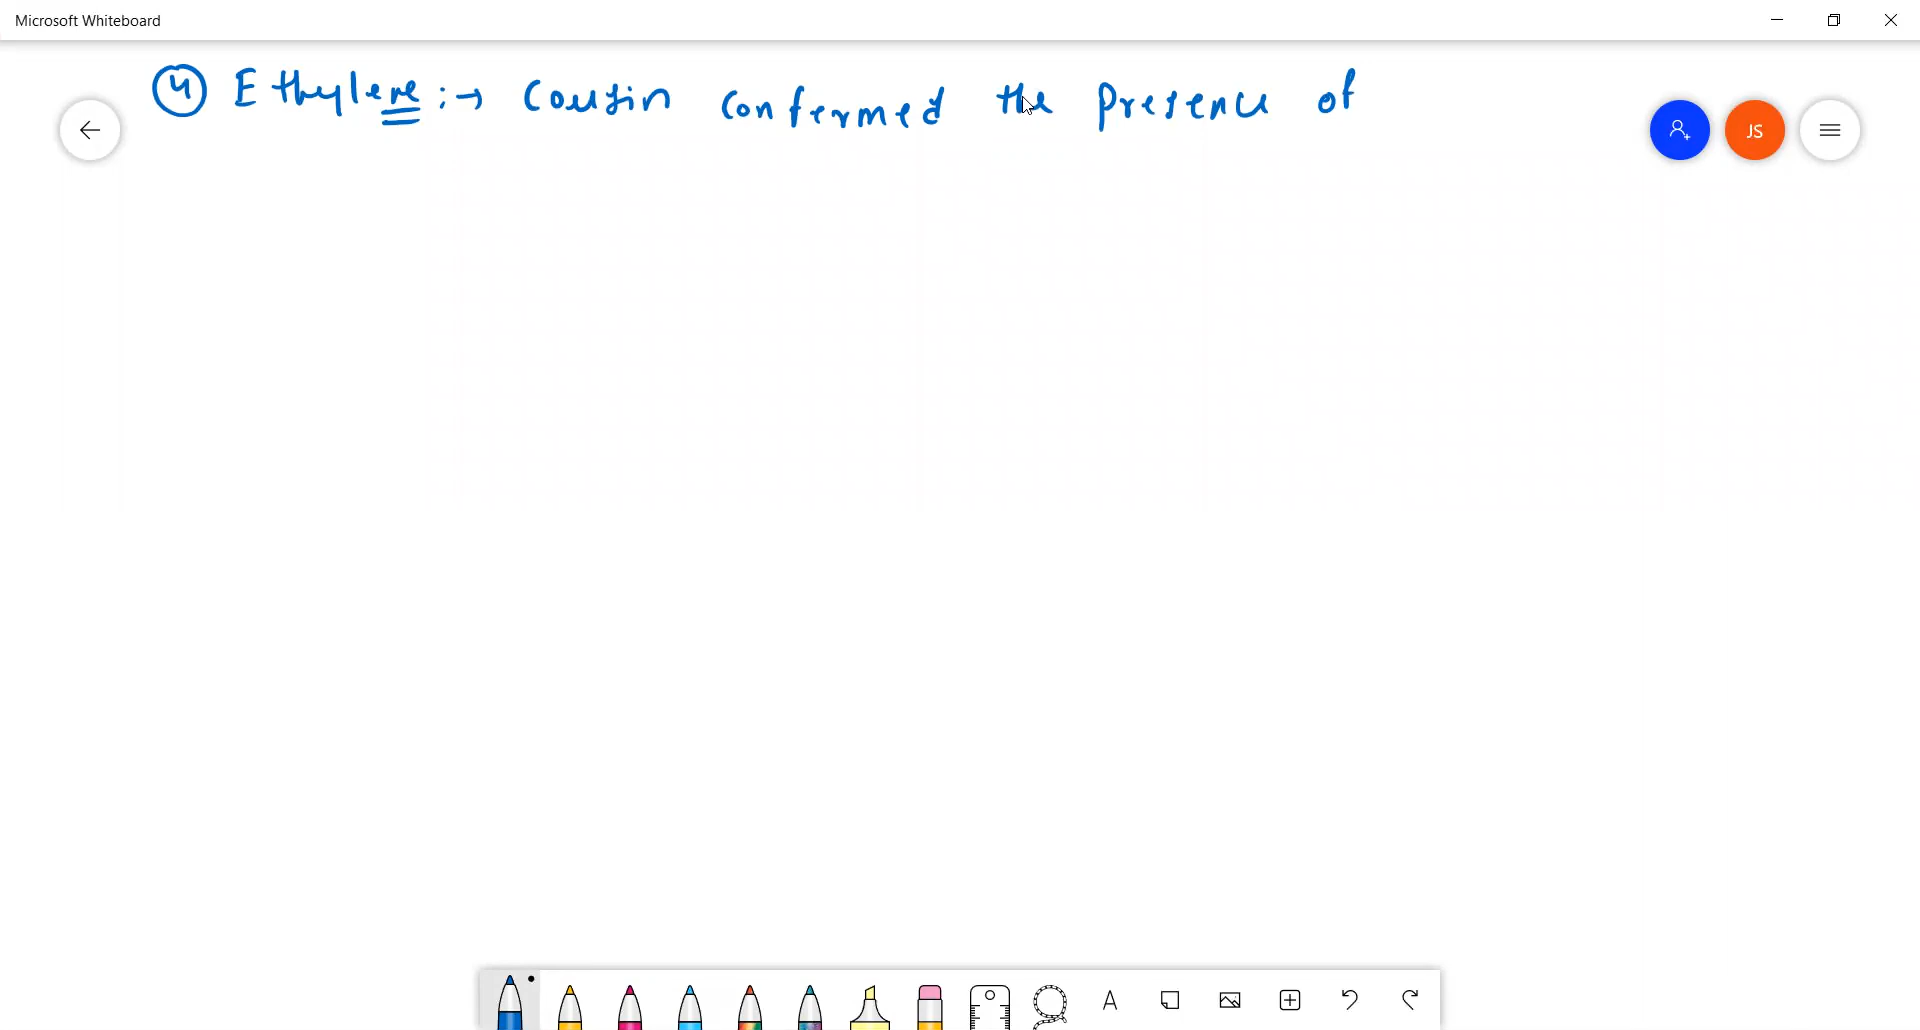 Microsoft Whiteboard
④ Ethylene :→ Cousin confermed the presence of
JS
A